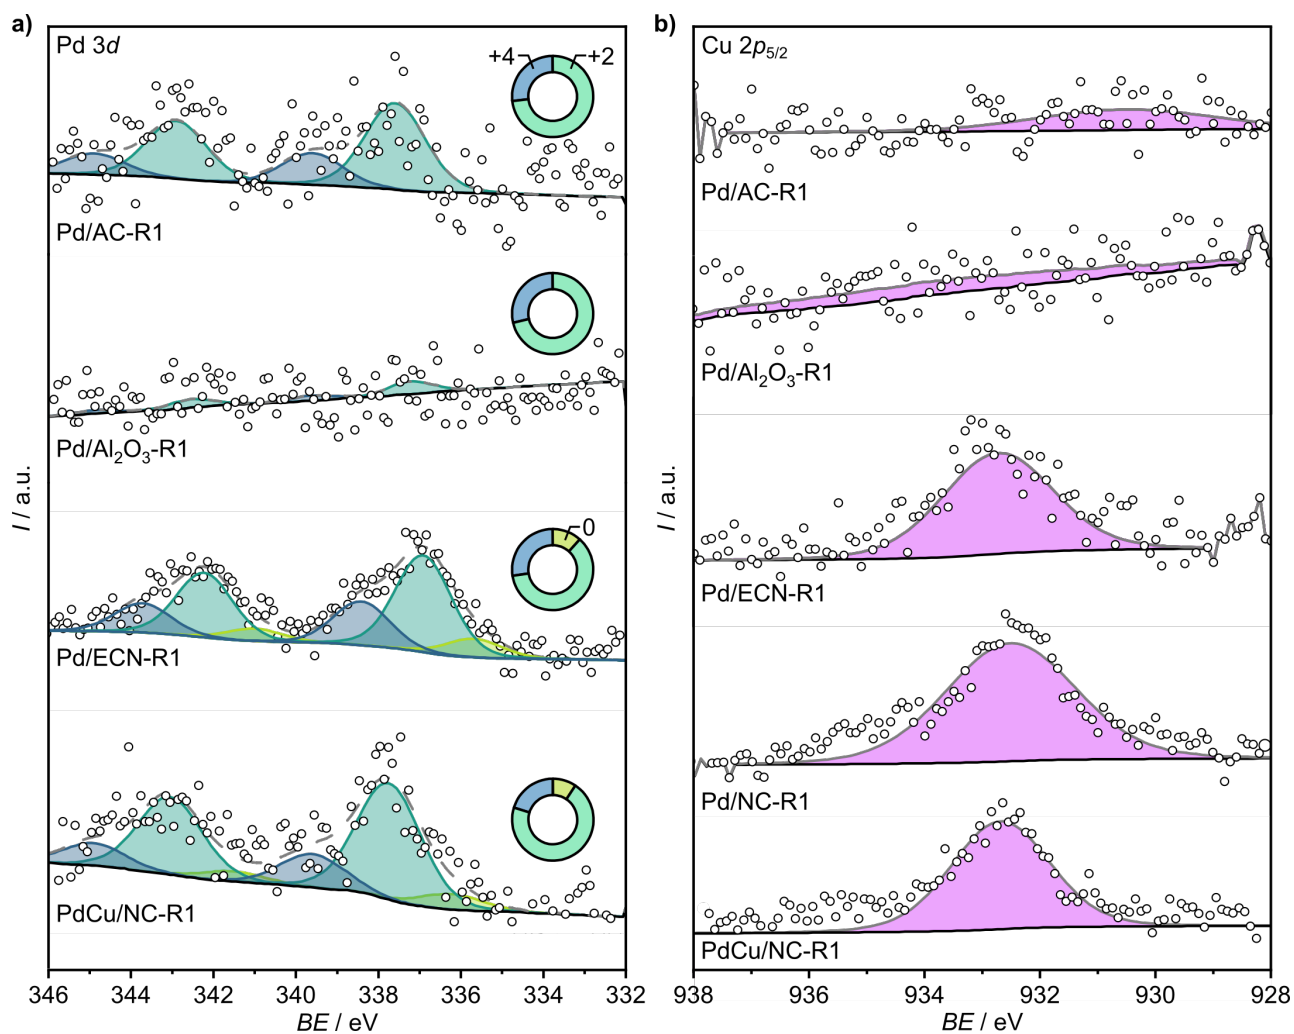 a)
Pd 3d
+4
+2
Pd/AC-R1
Pd/Al₂O₃-R1
0
Pd/ECN-R1
PdCu/NC-R1
I / a.u.
346 344 342 340 338 336 334 332
BE / eV
b)
Cu 2p₅/₂
Pd/AC-R1
Pd/Al₂O₃-R1
Pd/ECN-R1
Pd/NC-R1
PdCu/NC-R1
I / a.u.
938 936 934 932 930 928
BE / eV